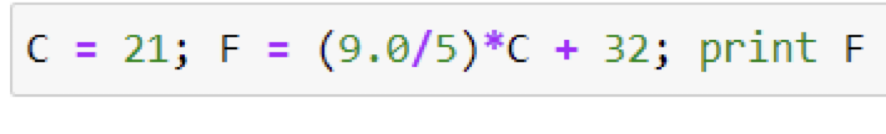 C = 21; F = (9.0/5)*C + 32; print F